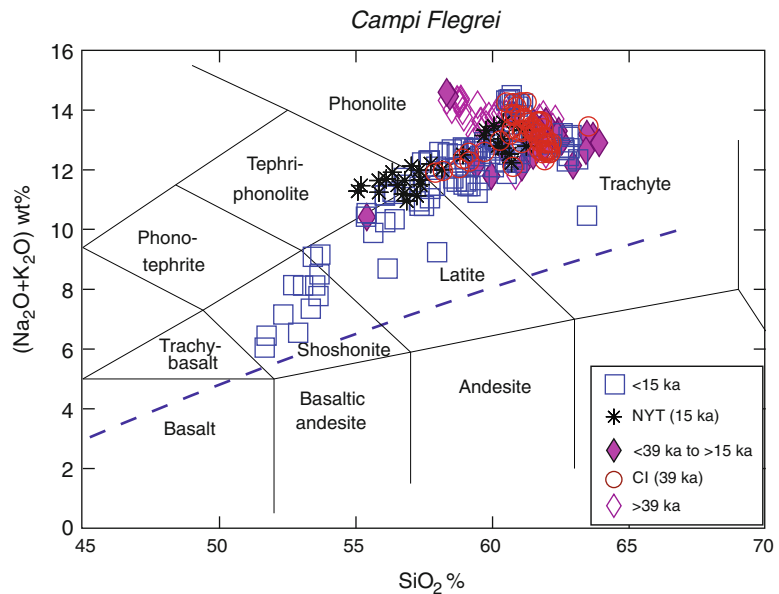 Campi Flegrei
16
14
12
10
8
6
4
2
0
(Na₂O+K₂O) wt%
Phonolite
Tephri-
phonolite
Trachyte
Phono-
tephrite
Latite
Trachy-
basalt
Shoshonite
Basaltic
andesite
Andesite
Basalt
<15 ka
NYT (15 ka)
<39 ka to >15 ka
CI (39 ka)
>39 ka
45
50
55
60
65
70
SiO₂ %